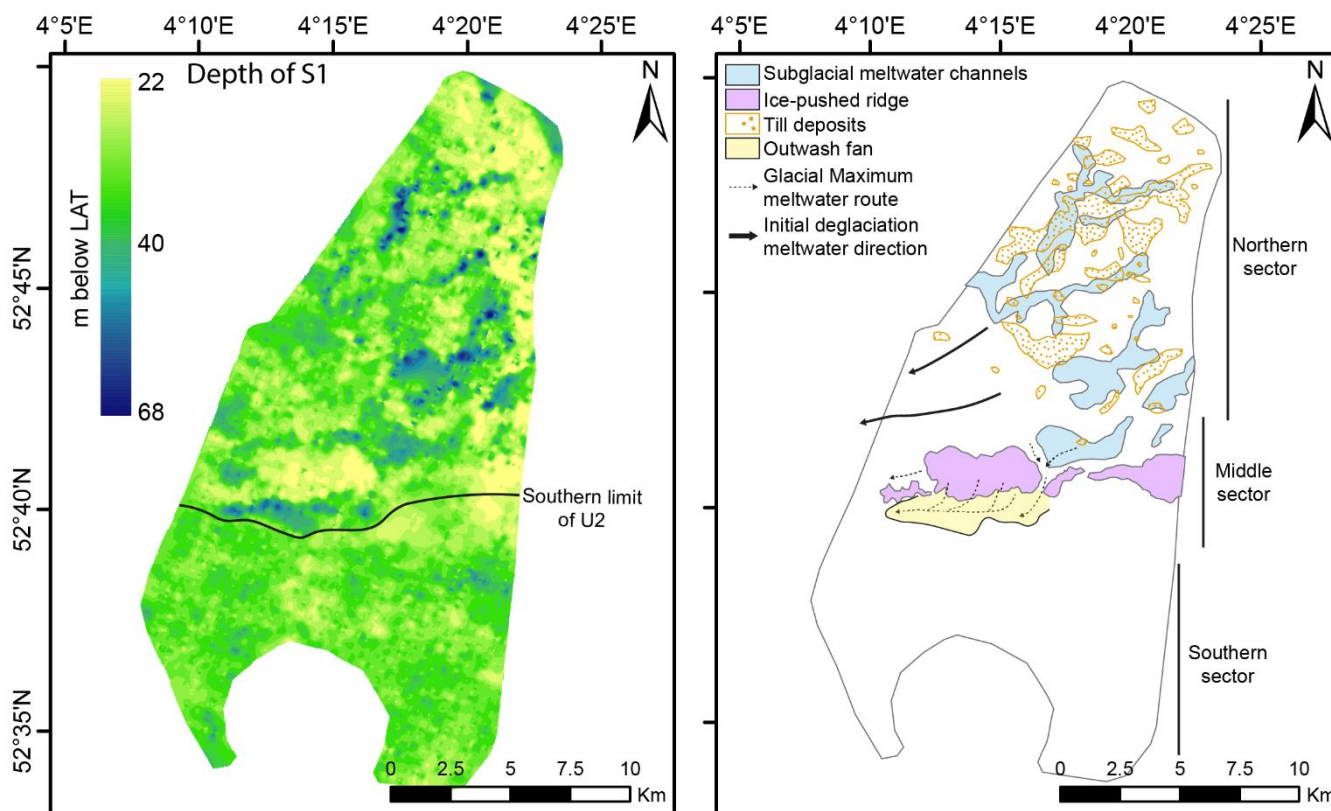 4°5'E 4°10'E 4°15'E 4°20'E 4°25'E
Depth of S1
N
22
40
68
m below LAT
52°45'N
52°40'N
52°35'N
Southern limit
of U2
0 2.5 5 7.5 10
Km
4°5'E 4°10'E 4°15'E 4°20'E 4°25'E
Subglacial meltwater channels
Ice-pushed ridge
Till deposits
Outwash fan
Glacial Maximum
meltwater route
Initial deglaciation
meltwater direction
N
Northern
sector
Middle
sector
Southern
sector
0 2.5 5 7.5 10
Km